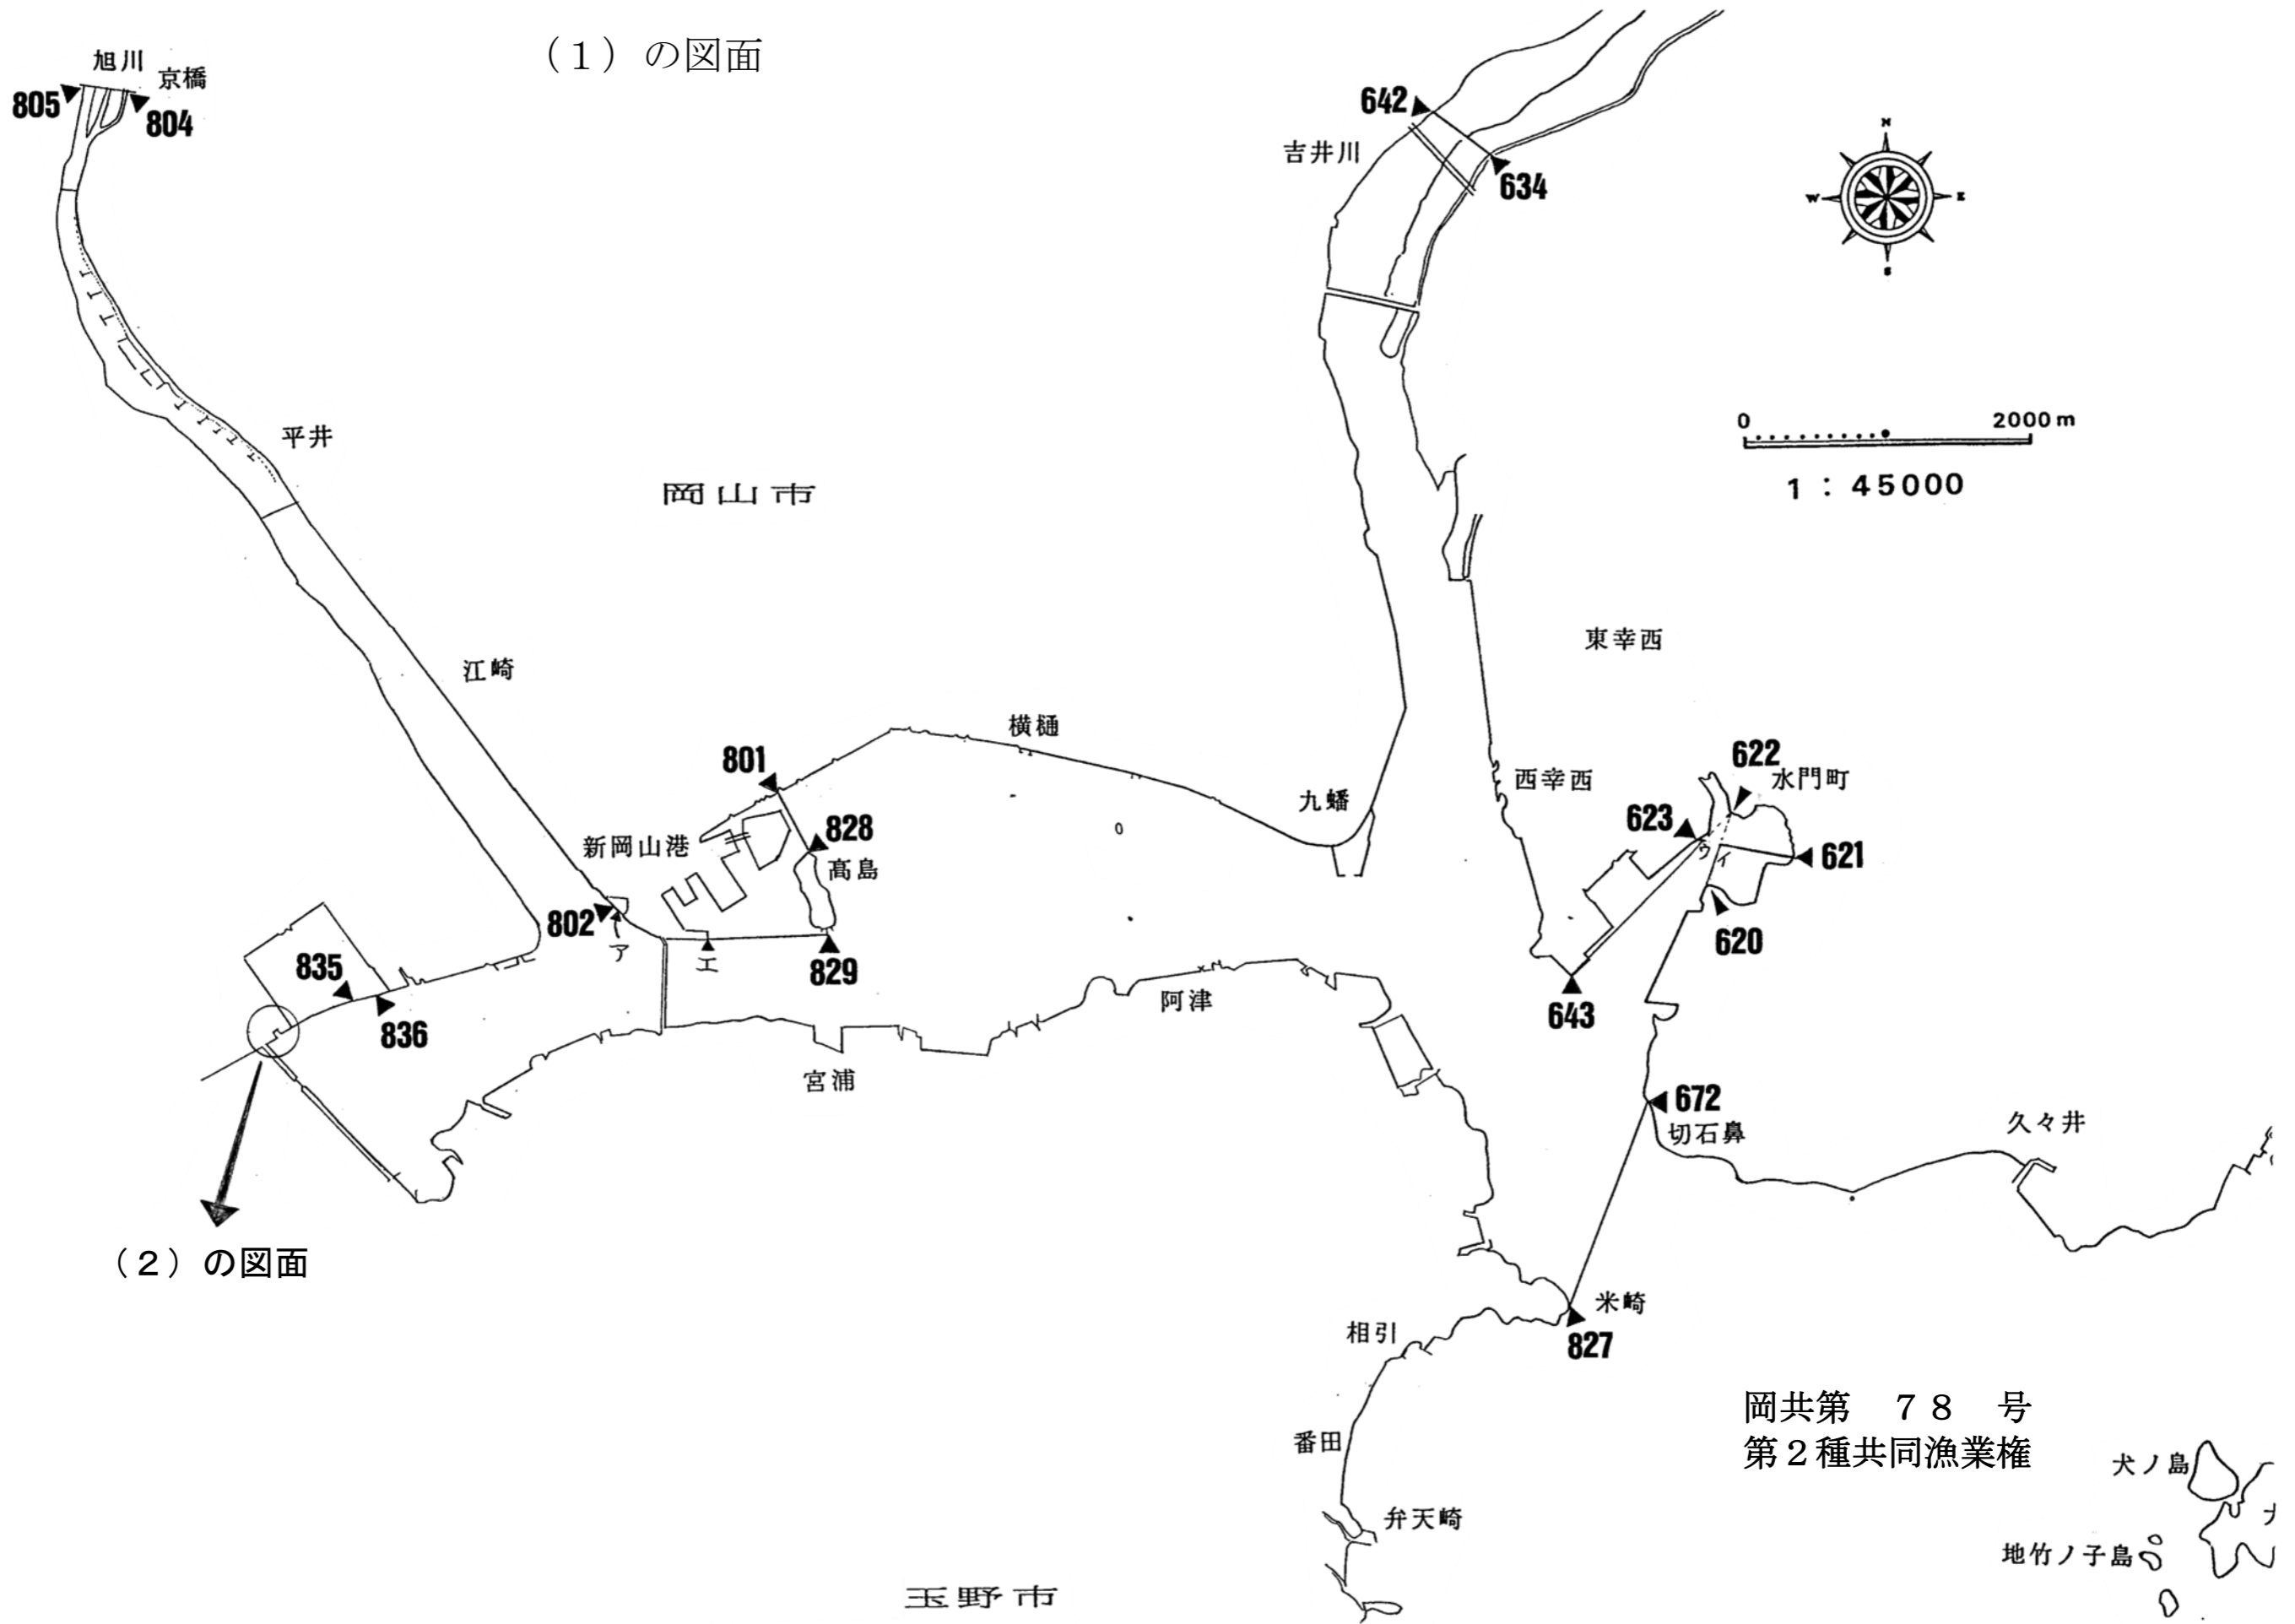 （１）の図面
旭川
京橋
805
804
642
吉井川
634
N
W
E
S
平井
0
2000m
1：45000
岡山市
江崎
東幸西
横樋
801
622
水門町
西幸西
九蟠
623
828
新岡山港
髙島
ウ
イ
621
802
ア
620
エ
829
835
836
阿津
643
宮浦
672
切石鼻
久々井
（２）の図面
米崎
相引
827
岡共第　７８　号
第２種共同漁業権
番田
犬ノ島
弁天崎
地竹ノ子島
玉野市